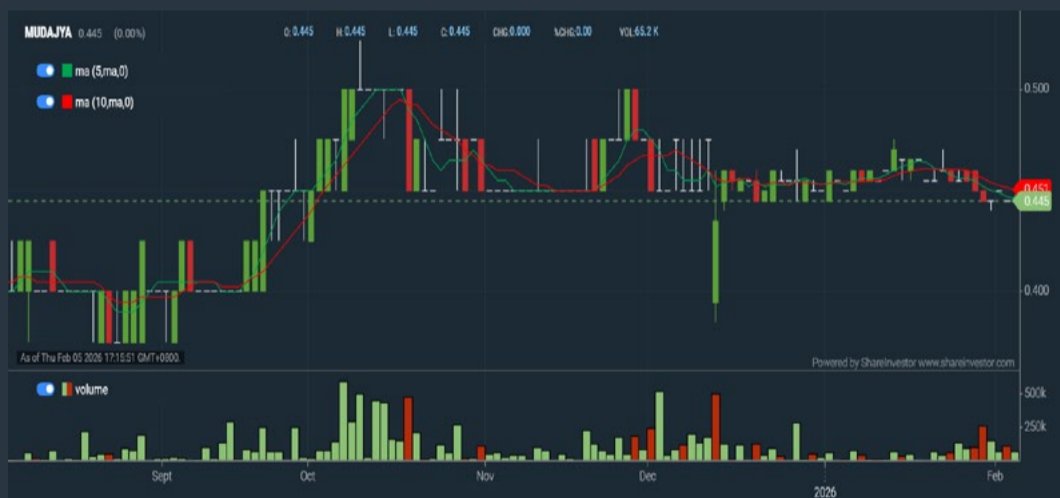 MUDAJYA 0.445 (0.00%) O:0.445 H:0.445 L:0.445 C:0.445 CHG:0.000 %CHG:0.00 VOL:65.2 K
ma (5,ma,0)
ma (10,ma,0)
0.500
0.451
0.445
0.400
As of Thu Feb 05 2026 17:15:51 GMT+0800.
Powered by ShareInvestor www.shareinvestor.com
volume
500k
250k
Sept Oct Nov Dec Feb
2026